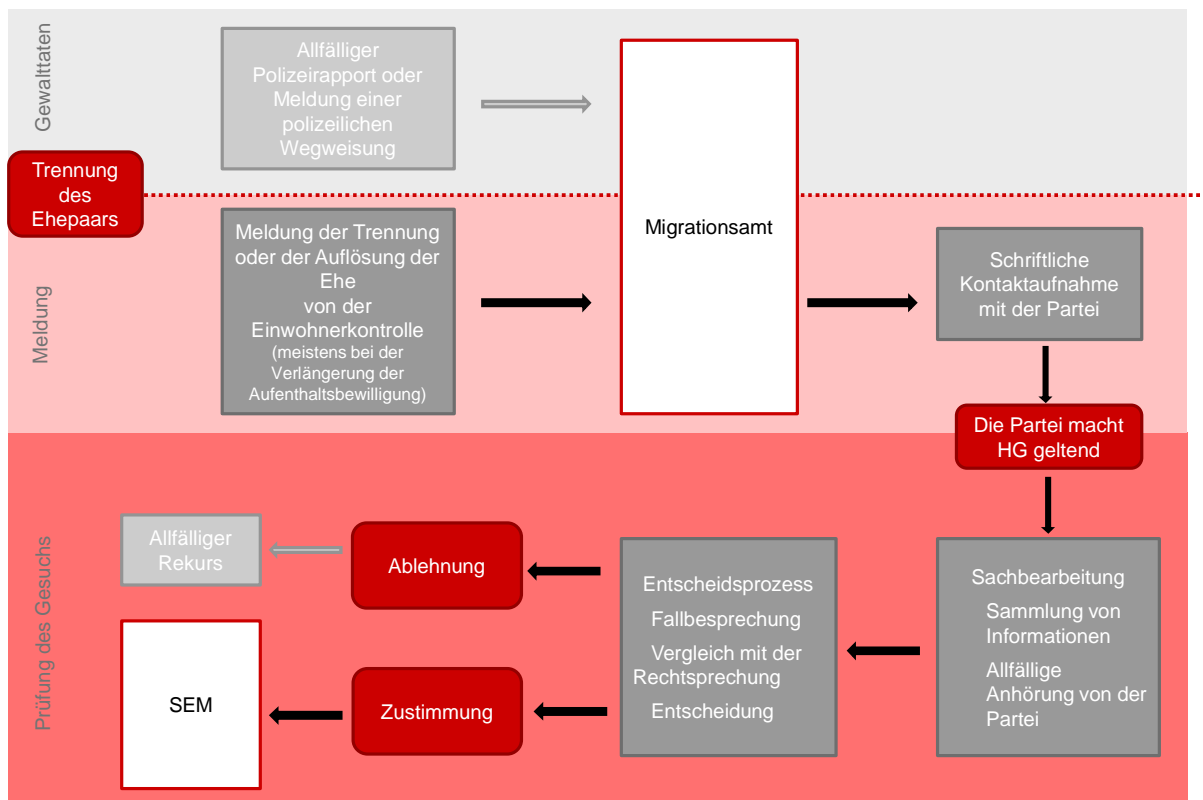 Gewalttaten
Allfälliger
Polizeirapport oder
Meldung einer
polizeilichen
Wegweisung
Trennung
des
Ehepaars
Migrationsamt
Meldung
Meldung der Trennung
oder der Auflösung der
Ehe
von der
Einwohnerkontrolle
(meistens bei der
Verlängerung der
Aufenthaltsbewilligung)
Schriftliche
Kontaktaufnahme
mit der Partei
Die Partei macht
HG geltend
Prüfung des Gesuchs
Sachbearbeitung
Sammlung von
Informationen
Allfällige
Anhörung von der
Partei
Entscheidsprozess
Fallbesprechung
Vergleich mit der
Rechtsprechung
Entscheidung
Ablehnung
Allfälliger
Rekurs
Zustimmung
SEM